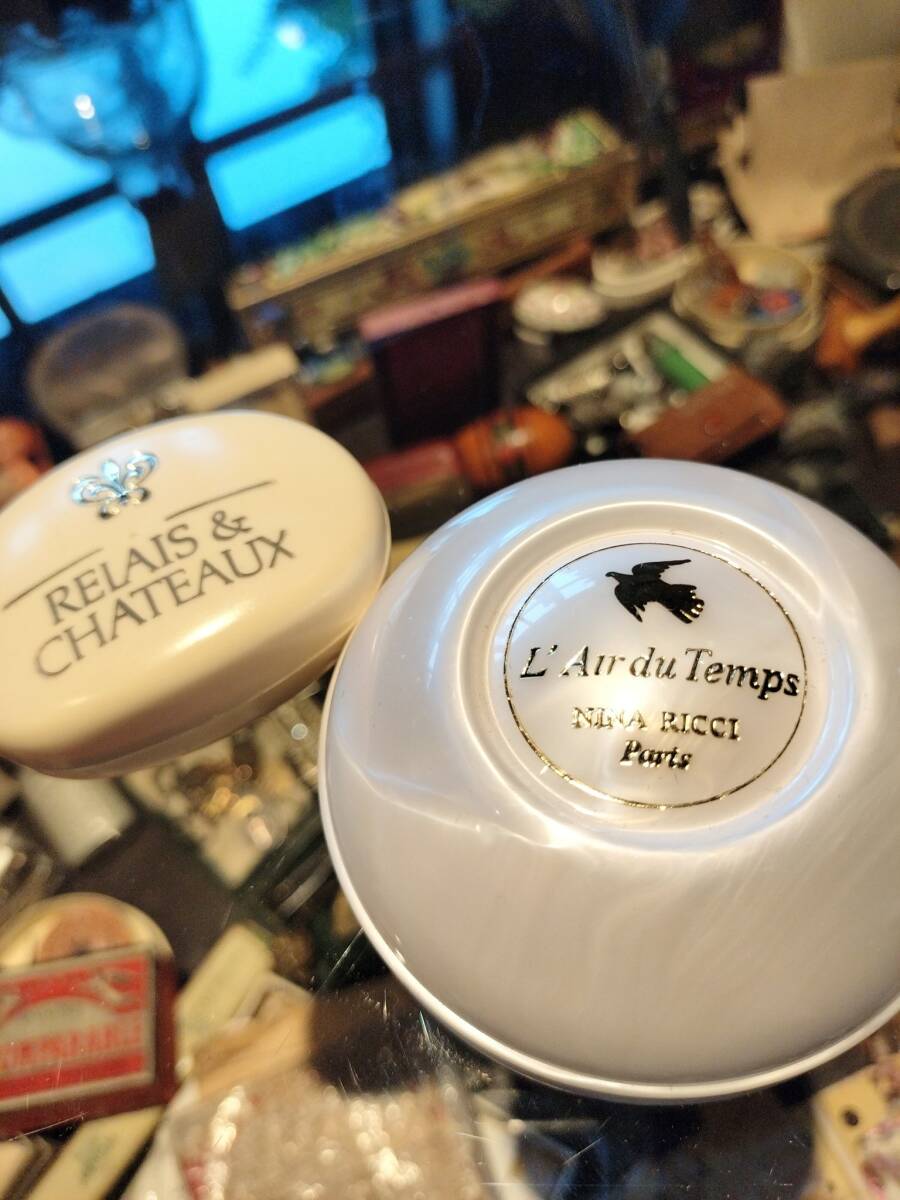 RELAIS &
CHATEAUX
L'Air du Temps
NINA RICCI
Paris